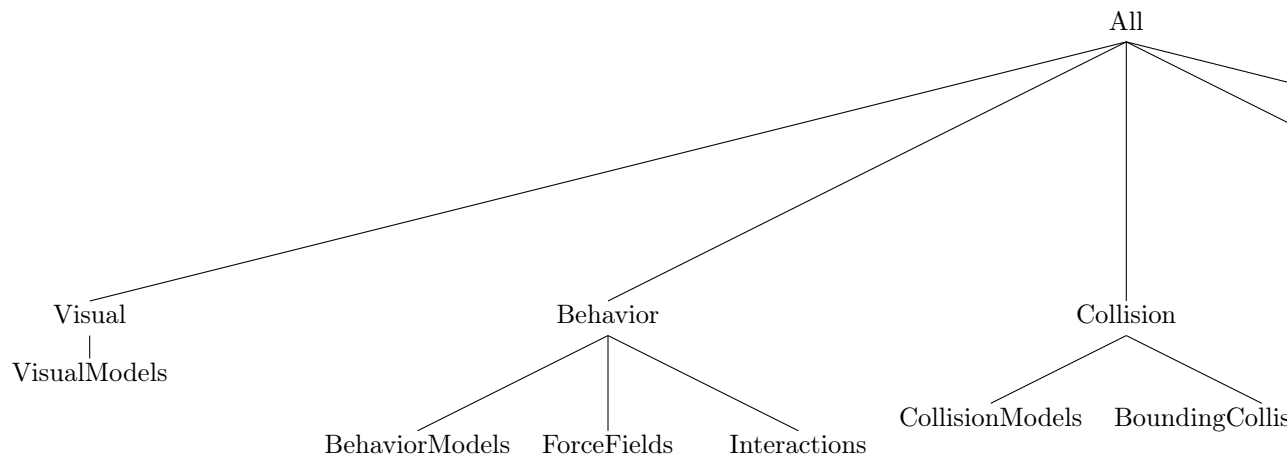 All
Visual
Behavior
Collision
VisualModels
CollisionModels
BehaviorModels
ForceFields
Interactions